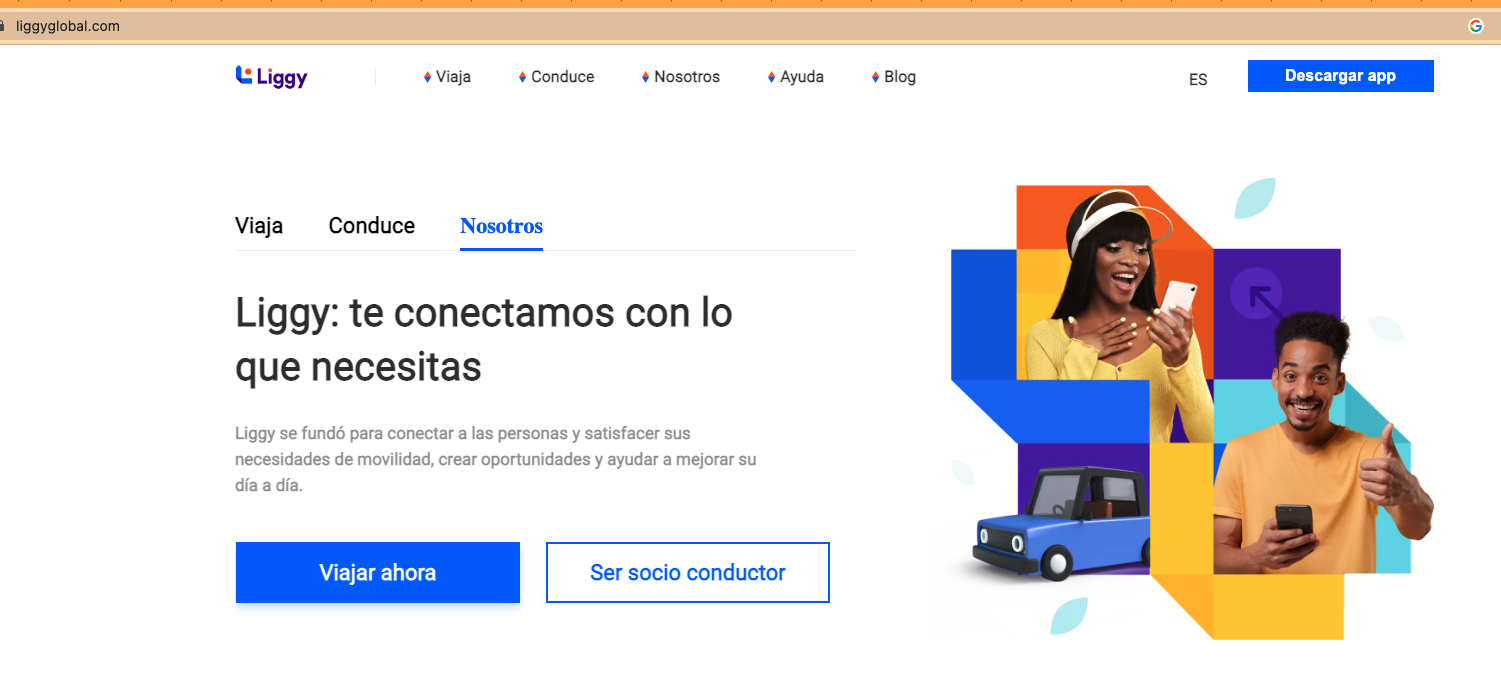 liggyglobal.com
Liggy
Viaja
Conduce
Nosotros
Ayuda
Blog
ES
Descargar app
Viaja
Conduce
Nosotros
Liggy: te conectamos con lo
que necesitas
Liggy se fundó para conectar a las personas y satisfacer sus
necesidades de movilidad, crear oportunidades y ayudar a mejorar su
día a día.
Viajar ahora
Ser socio conductor